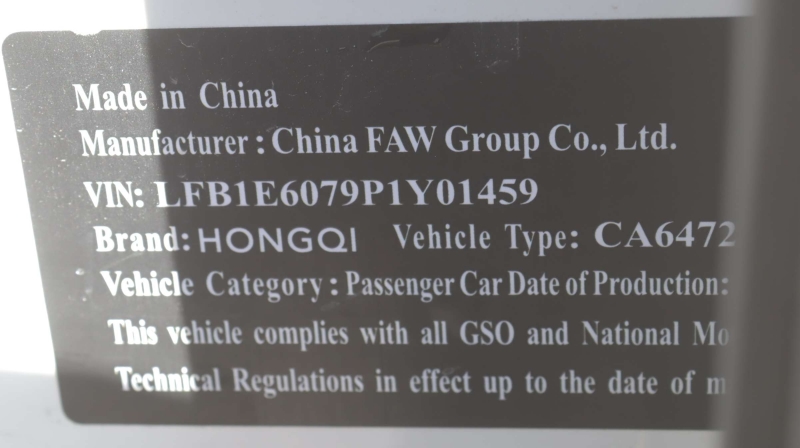 Made in China
Manufacturer : China FAW Group Co., Ltd.
VIN: LFB1E6079P1Y01459
Brand: HONGQI Vehicle Type: CA6472
Vehicle Category : Passenger Car Date of Production:
This vehicle complies with all GSO and National
Technical Regulations in effect up to the date of